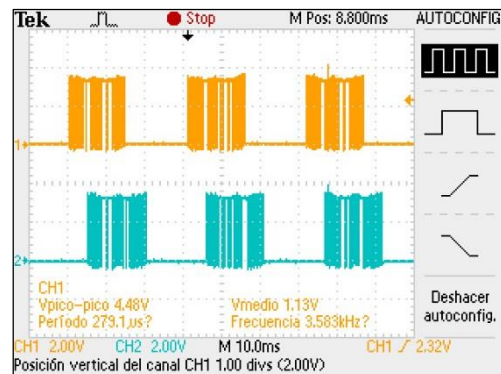 Tek Stop M Pos: 8.800ms AUTOCONFIG
1
2
CH1
Vpico-pico 4.48V Vmedio 1.13V
Período 279.1µs? Frecuencia 3.583kHz?
Deshacer
autoconfig.
CH1 2.00V CH2 2.00V M 10.0ms CH1 2.32V
Posición vertical del canal CH1 1.00 divs (2.00V)